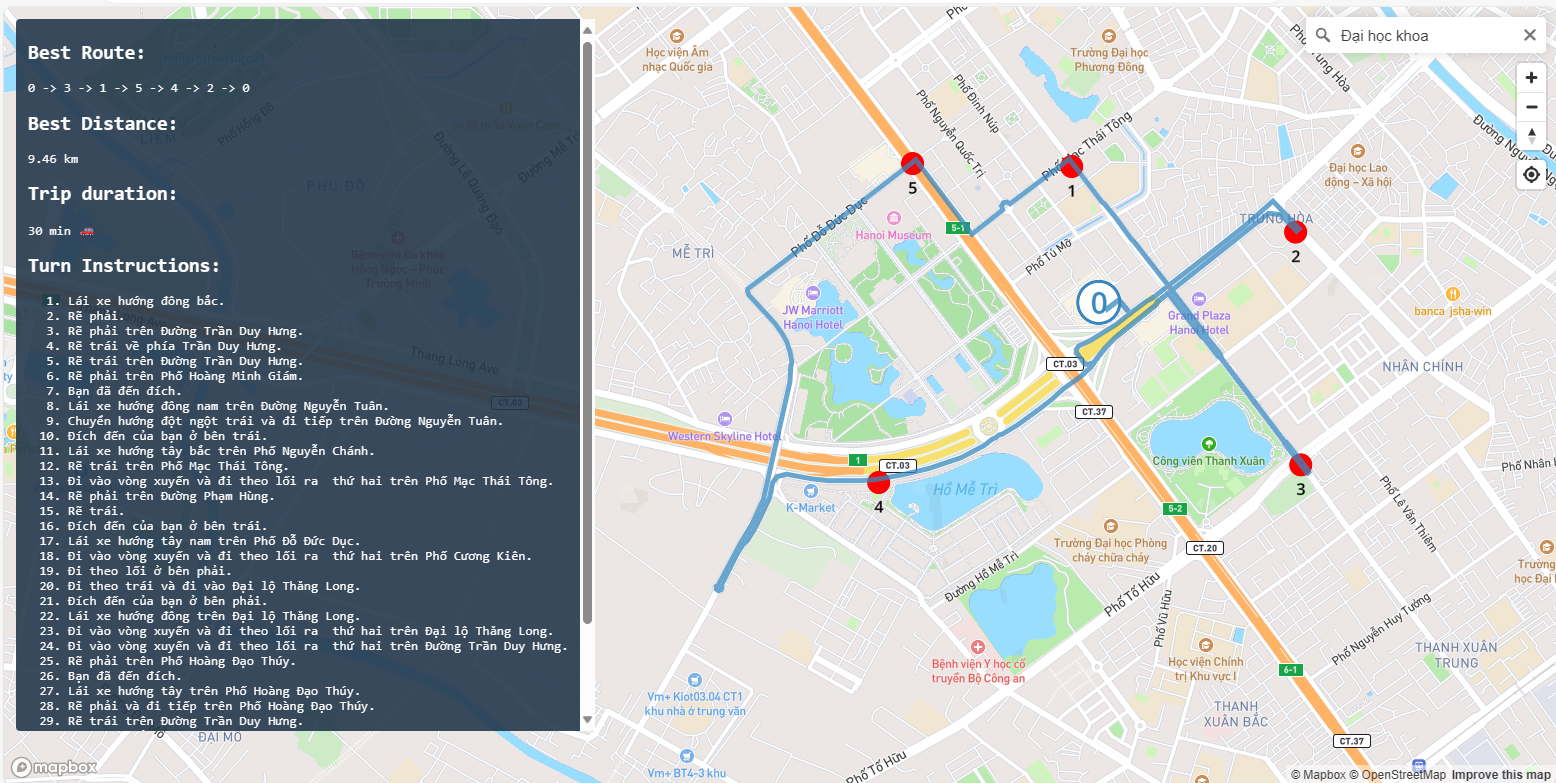 Best Route:
0 -> 3 -> 1 -> 5 -> 4 -> 2 -> 0
Best Distance:
9.46 km
Trip duration:
30 min 🚗
Turn Instructions:
1. Lái xe hướng đông bắc.
2. Rẽ phải.
3. Rẽ phải trên Đường Trần Duy Hưng.
4. Rẽ trái về phía Trần Duy Hưng.
5. Rẽ trái trên Đường Trần Duy Hưng.
6. Rẽ phải trên Phố Hoàng Minh Giám.
7. Bạn đã đến đích.
8. Lái xe hướng đông nam trên Đường Nguyễn Tuân.
9. Chuyển hướng đột ngột trái và đi tiếp trên Đường Nguyễn Tuân.
10. Đích đến của bạn ở bên trái.
11. Lái xe hướng tây bắc trên Phố Nguyễn Chánh.
12. Rẽ trái trên Phố Mạc Thái Tông.
13. Đi vào vòng xuyến và đi theo lối ra  thứ hai trên Phố Mạc Thái Tông.
14. Rẽ phải trên Đường Phạm Hùng.
15. Rẽ trái.
16. Đích đến của bạn ở bên trái.
17. Lái xe hướng tây nam trên Phố Đỗ Đức Dục.
18. Đi vào vòng xuyến và đi theo lối ra  thứ hai trên Phố Cương Kiên.
19. Đi theo lối ở bên phải.
20. Đi theo trái và đi vào Đại lộ Thăng Long.
21. Đích đến của bạn ở bên phải.
22. Lái xe hướng đông trên Đại lộ Thăng Long.
23. Đi vào vòng xuyến và đi theo lối ra  thứ hai trên Đại lộ Thăng Long.
24. Đi vào vòng xuyến và đi theo lối ra  thứ hai trên Đường Trần Duy Hưng.
25. Rẽ phải trên Phố Hoàng Đạo Thúy.
26. Bạn đã đến đích.
27. Lái xe hướng tây trên Phố Hoàng Đạo Thúy.
28. Rẽ phải và đi tiếp trên Phố Hoàng Đạo Thúy.
29. Rẽ trái trên Đường Trần Duy Hưng.
PHÚ ĐÔ
Phố Hồng Đô
Đường Lê Quang Đạo
Bệnh viện Đa khoa
Hồng Ngọc – Phúc
Trường Minh
Thang Long Ave
CT.03
ĐẠI MỖ
mapbox
Đại học khoa
Học viện Âm
nhạc Quốc gia
Trường Đại học
Phương Đông
Phố Trung Hòa
Phố Đình Núp
Phố Nguyễn Quốc Trị
Phố Mạc Thái Tông
Đại học Lao
động – Xã hội
5
1
TRUNG HÒA
2
Phố Đỗ Đức Dục
Hanoi Museum
5-1
MỄ TRÌ
Phố Tú Mỡ
JW Marriott
Hanoi Hotel
0
Grand Plaza
Hanoi Hotel
banca jsha-win
CT.03
NHÂN CHÍNH
CT.37
Western Skyline Hotel
1
CT.03
Công viên Thanh Xuân
3
K-Market
4
Hồ Mễ Trì
Phố Lê Văn Thiêm
5-2
CT.20
Trường Đại học Phòng
cháy chữa cháy
Đường Hồ Mễ Trì
Phố Tố Hữu
Phố Vũ Hữu
Phố Nguyễn Huy Tưởng
Bệnh viện Y học cổ
truyền Bộ Công an
Học viện Chính
trị Khu vực I
THANH XUÂN
TRUNG
6-1
Vm+ Kiot03.04 CT1
khu nhà ở trung văn
THANH
XUÂN BẮC
CT.37
Vm+ BT4-3 khu
Phố Tố Hữu
© Mapbox © OpenStreetMap Improve this map